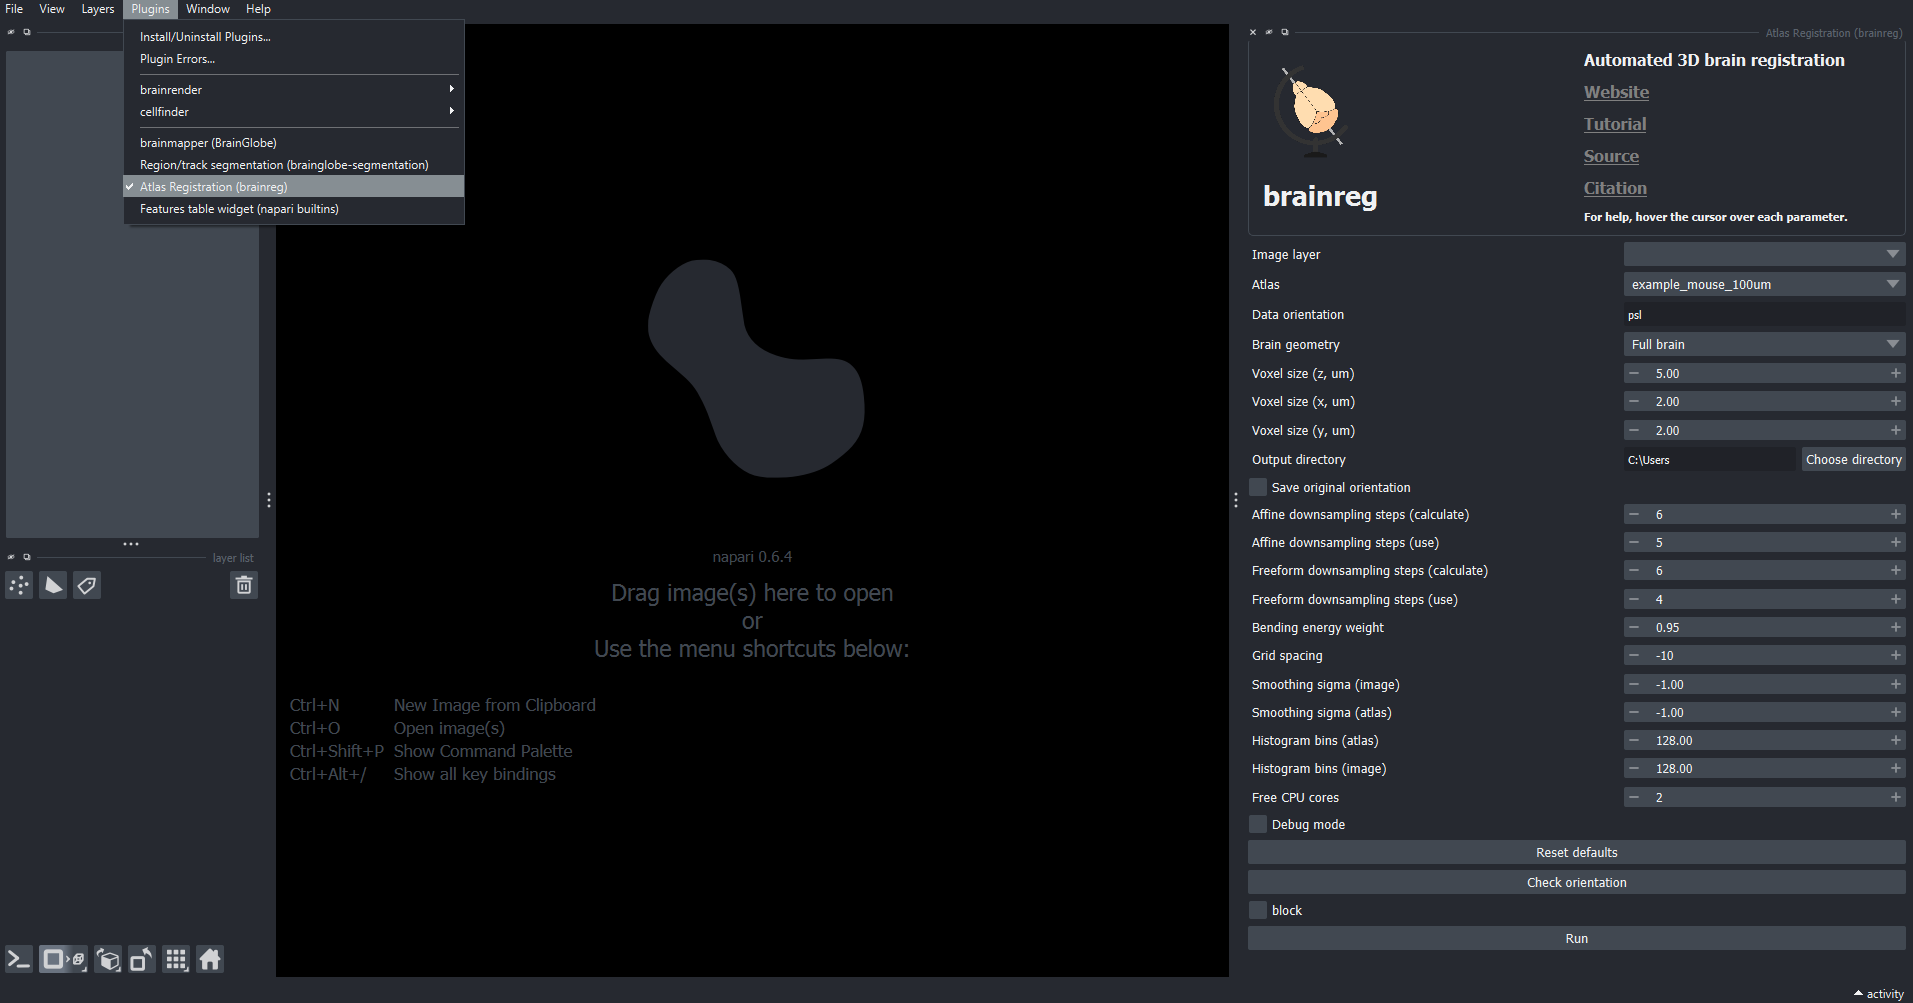 File View Layers Plugins Window Help
Install/Uninstall Plugins...
Plugin Errors...
brainrender
cellfinder
brainmapper (BrainGlobe)
Region/track segmentation (brainglobe-segmentation)
Atlas Registration (brainreg)
Features table widget (napari builtins)
layer list
napari 0.6.4
Drag image(s) here to open
or
Use the menu shortcuts below:
Ctrl+N New Image from Clipboard
Ctrl+O Open image(s)
Ctrl+Shift+P Show Command Palette
Ctrl+Alt+/ Show all key bindings
Atlas Registration (brainreg)
brainreg
Automated 3D brain registration
Website
Tutorial
Source
Citation
For help, hover the cursor over each parameter.
Image layer
Atlas example_mouse_100um
Data orientation psl
Brain geometry Full brain
Voxel size (z, um) 5.00
Voxel size (x, um) 2.00
Voxel size (y, um) 2.00
Output directory C:\Users Choose directory
Save original orientation
Affine downsampling steps (calculate) 6
Affine downsampling steps (use) 5
Freeform downsampling steps (calculate) 6
Freeform downsampling steps (use) 4
Bending energy weight 0.95
Grid spacing -10
Smoothing sigma (image) -1.00
Smoothing sigma (atlas) -1.00
Histogram bins (atlas) 128.00
Histogram bins (image) 128.00
Free CPU cores 2
Debug mode
Reset defaults
Check orientation
block
Run
activity